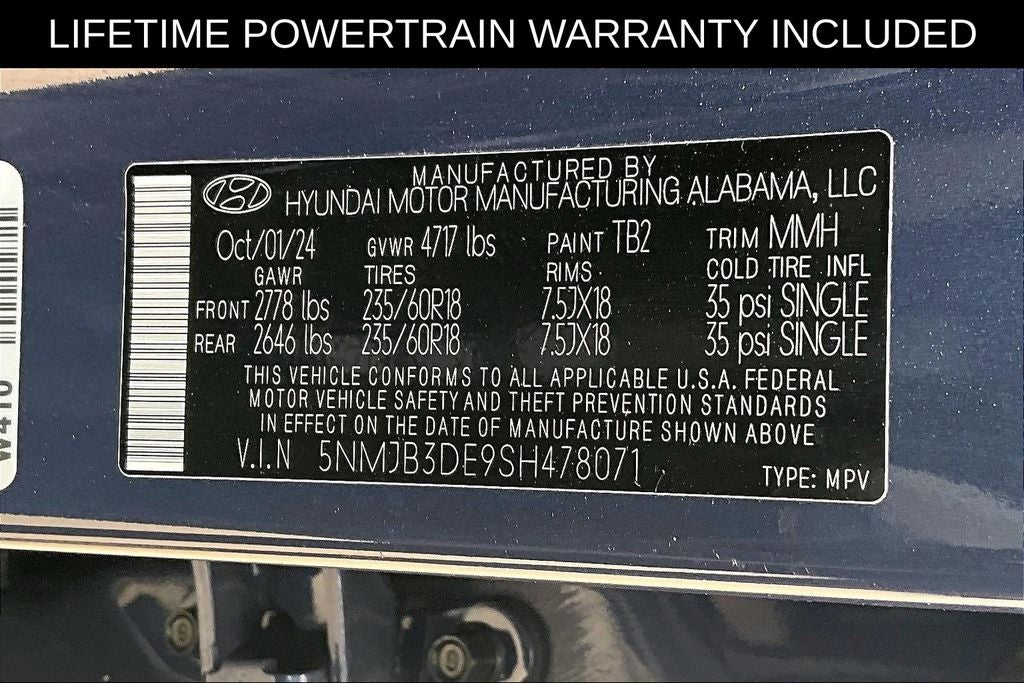 LIFETIME POWERTRAIN WARRANTY INCLUDED
MANUFACTURED BY
HYUNDAI MOTOR MANUFACTURING ALABAMA, LLC
Oct/01/24 GVWR 4717 lbs PAINT TB2 TRIM MMH
GAWR TIRES RIMS COLD TIRE INFL
FRONT 2778 lbs 235/60R18 7.5JX18 35 psi SINGLE
REAR 2646 lbs 235/60R18 7.5JX18 35 psi SINGLE
THIS VEHICLE CONFORMS TO ALL APPLICABLE U.S.A. FEDERAL
MOTOR VEHICLE SAFETY AND THEFT PREVENTION STANDARDS
IN EFFECT ON THE DATE OF MANUFACTURE SHOWN ABOVE
V.I.N 5NMJB3DE9SH478071 TYPE: MPV